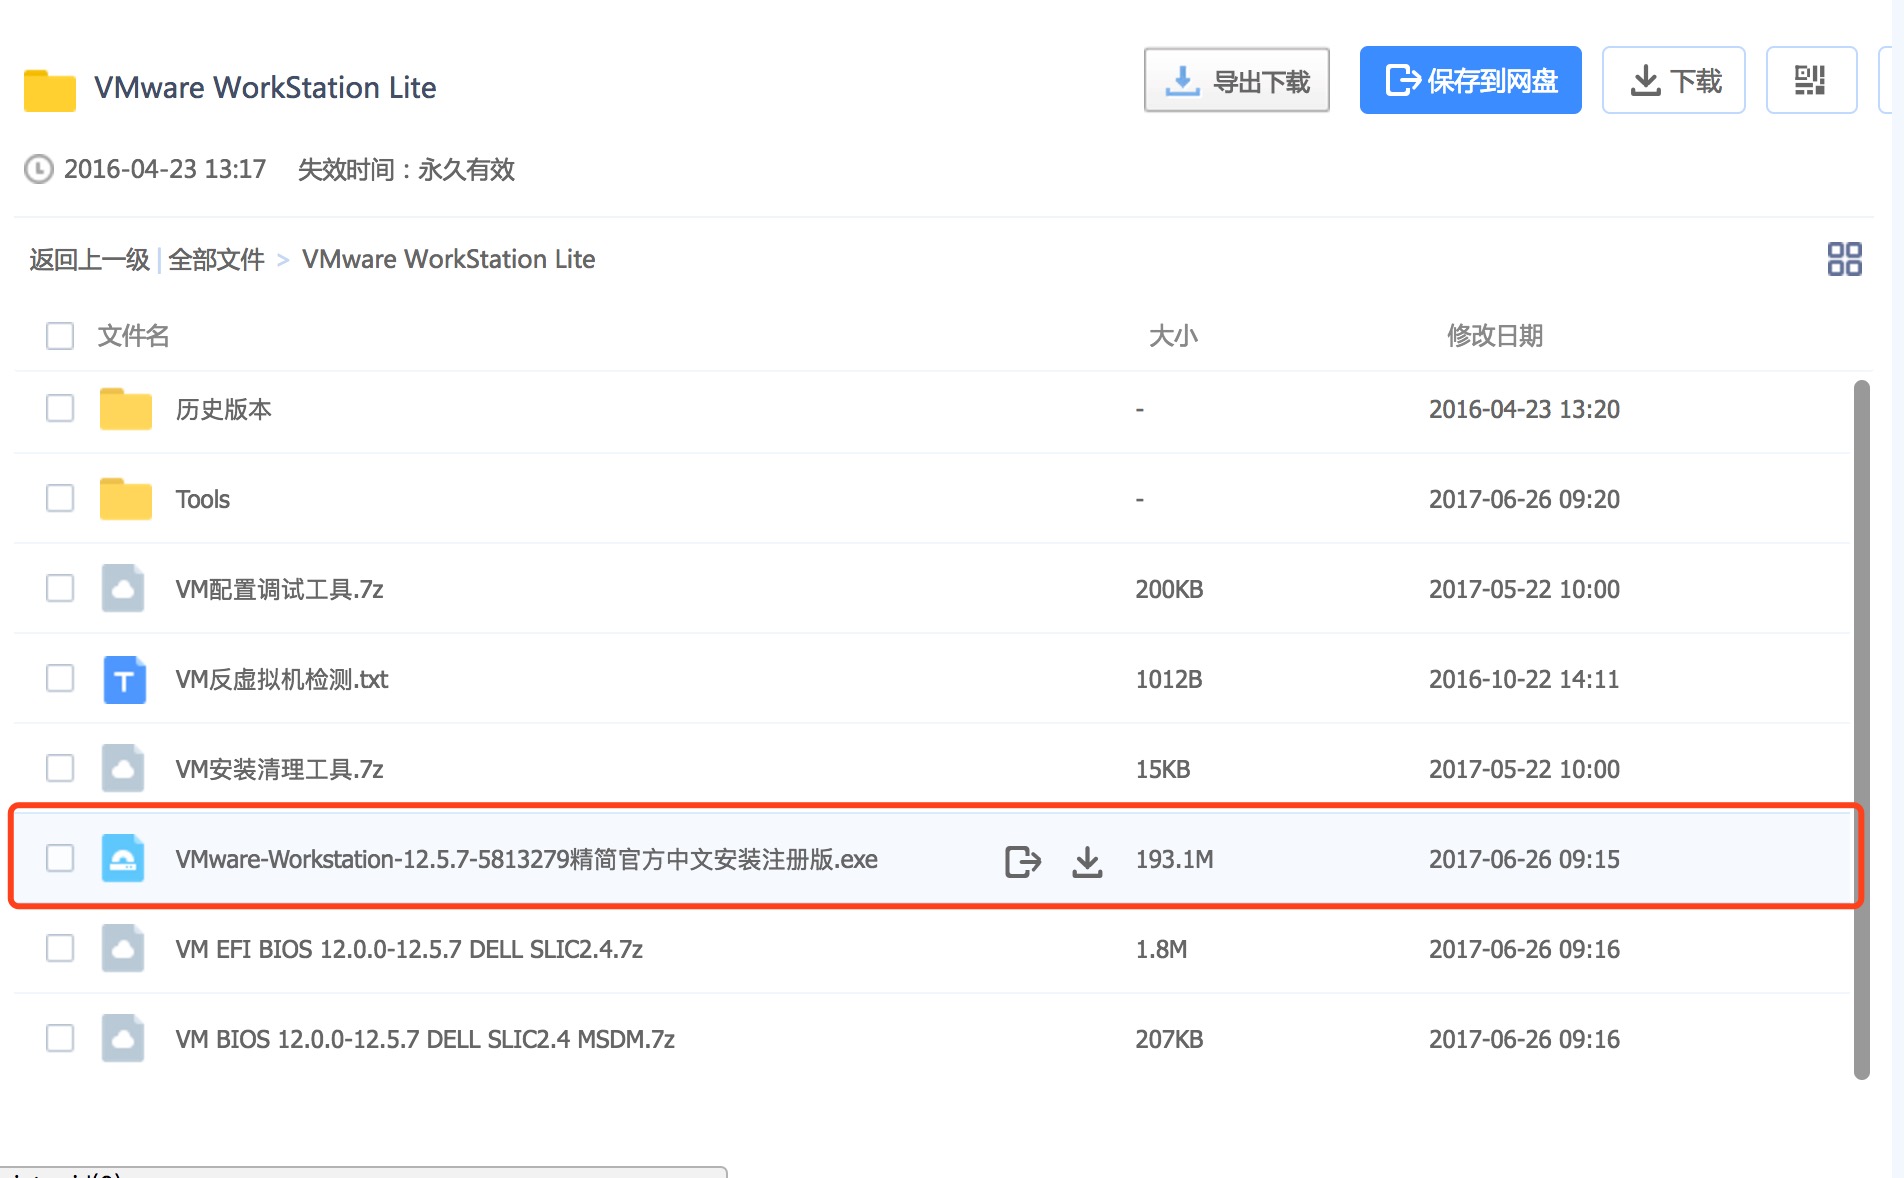 VMware WorkStation Lite
导出下载 保存到网盘 下载
2016-04-23 13:17 失效时间：永久有效
返回上一级 | 全部文件 > VMware WorkStation Lite
文件名 大小 修改日期
历史版本 - 2016-04-23 13:20
Tools - 2017-06-26 09:20
VM配置调试工具.7z 200KB 2017-05-22 10:00
T VM反虚拟机检测.txt 1012B 2016-10-22 14:11
VM安装清理工具.7z 15KB 2017-05-22 10:00
VMware-Workstation-12.5.7-5813279精简官方中文安装注册版.exe 193.1M 2017-06-26 09:15
VM EFI BIOS 12.0.0-12.5.7 DELL SLIC2.4.7z 1.8M 2017-06-26 09:16
VM BIOS 12.0.0-12.5.7 DELL SLIC2.4 MSDM.7z 207KB 2017-06-26 09:16